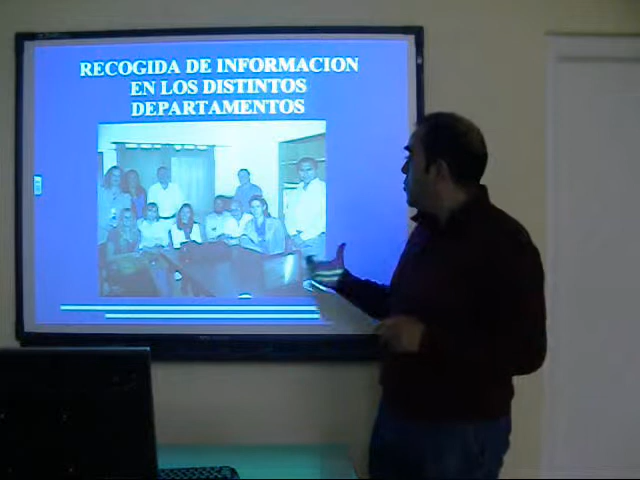 RECOGIDA DE INFORMACION
EN LOS DISTINTOS
DEPARTAMENTOS